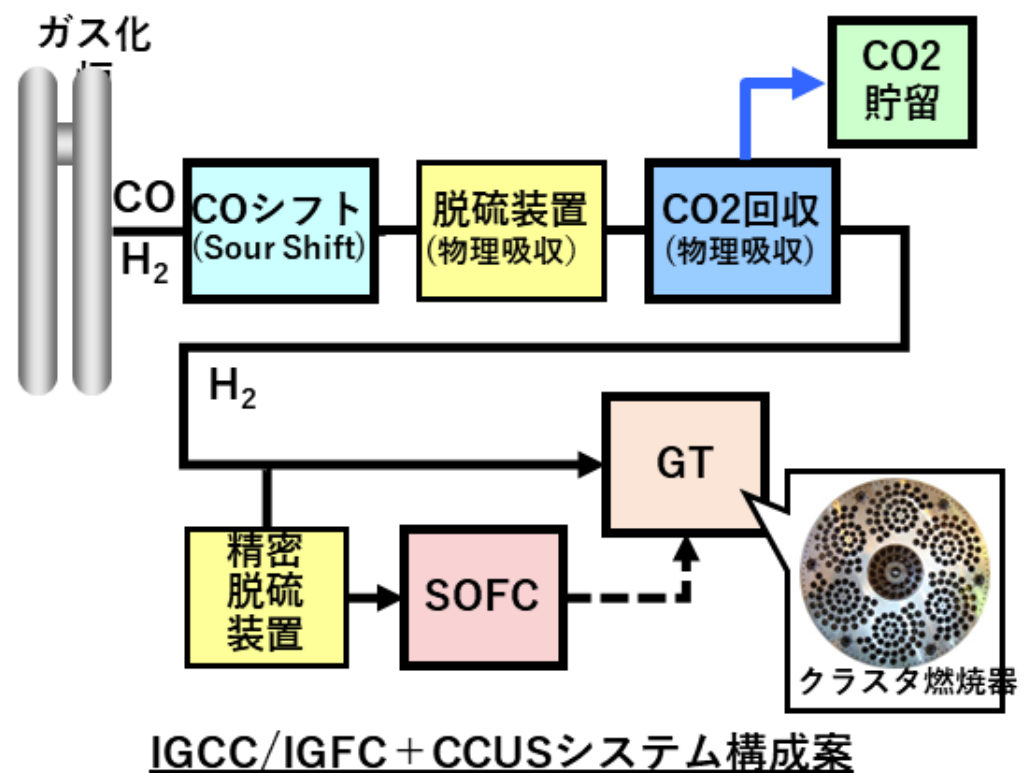 ガス化
CO2
貯留
CO
H₂
COシフト
(Sour Shift)
脱硫装置
(物理吸収)
CO2回収
(物理吸収)
H₂
GT
精密
脱硫
装置
SOFC
クラスタ燃焼器
IGCC/IGFC＋CCUSシステム構成案